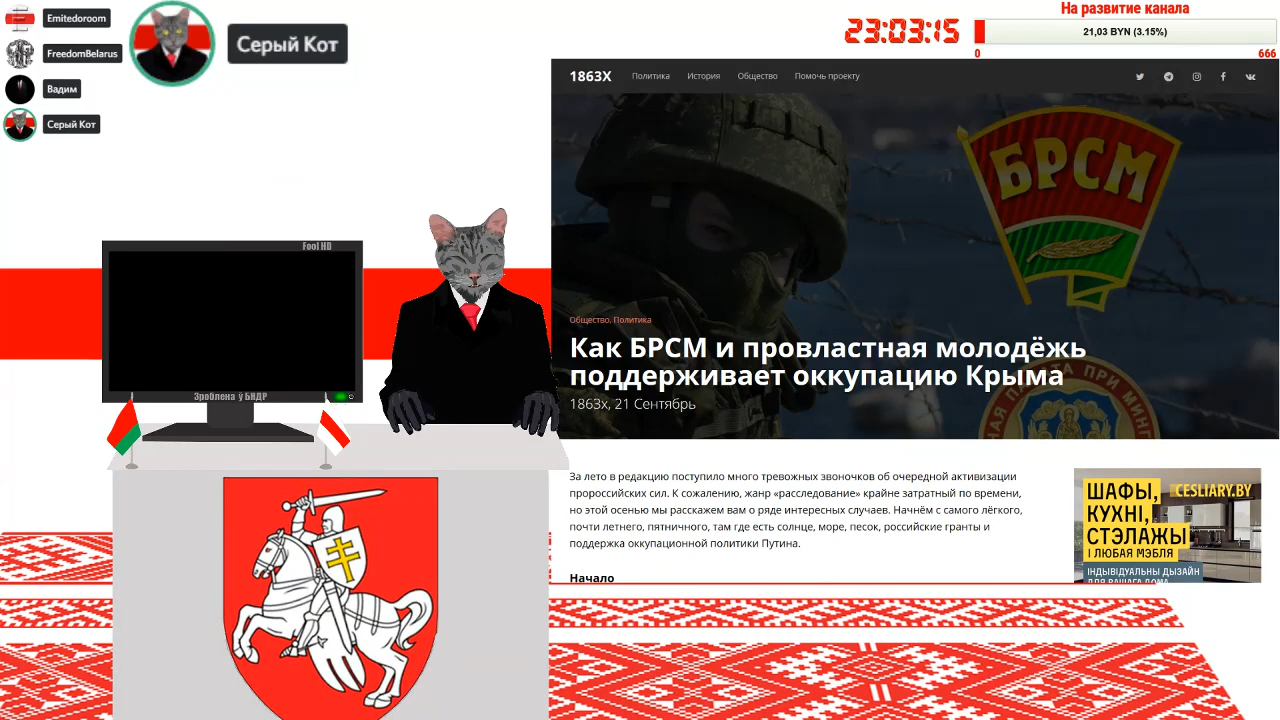 Emitedoroom
FreedomBelarus
Вадим
Серый Кот
Серый Кот
23:03:15
На развитие канала
21,03 BYN (3.15%)
0
666
1863X
Политика
История
Общество
Помочь проекту
БРСМ
Общество, Политика
Как БРСМ и провластная молодёжь
поддерживает оккупацию Крыма
1863x, 21 Сентябрь
За лето в редакцию поступило много тревожных звоночков об очередной активизации
пророссийских сил. К сожалению, жанр «расследование» крайне затратный по времени,
но этой осенью мы расскажем вам о ряде интересных случаев. Начнём с самого лёгкого,
почти летнего, пятничного, там где есть солнце, море, песок, российские гранты и
поддержка оккупационной политики Путина.
Начало
ШАФЫ,
CESLIARY.BY
КУХНІ,
СТЭЛАЖЫ
І ЛЮБАЯ МЭБЛЯ
ІНДЫВІДУАЛЬНЫ ДЫЗАЙН
ДЛЯ ВАШАГА ДОМА
Fool HD
Зроблена ў БНДР